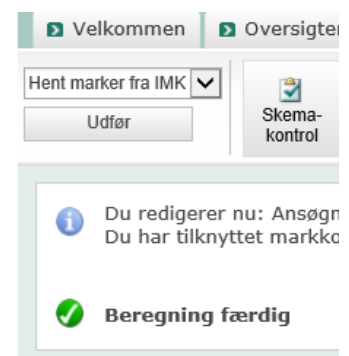 Velkommen Oversigter
Hent marker fra IMK
Udfør
Skema-
kontrol
Du redigerer nu: Ansøgn
Du har tilknyttet markko
Beregning færdig